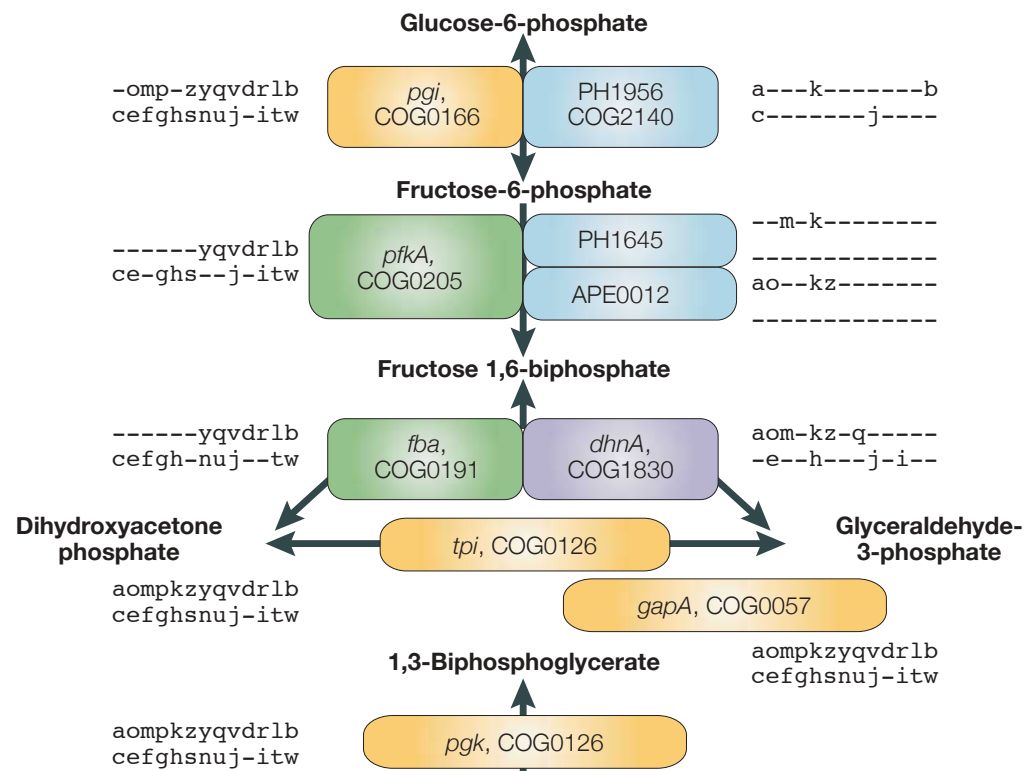 Glucose-6-phosphate
-omp-zyqvdrlb
cefghsnuj-itw
pgi,
COG0166
PH1956
COG2140
a---k-------b
c-------j----
Fructose-6-phosphate
------yqvdrlb
ce-ghs--j-itw
pfkA,
COG0205
PH1645
APE0012
--m-k--------
-------------
ao--kz-------
-------------
Fructose 1,6-biphosphate
------yqvdrlb
cefgh-nuj--tw
fba,
COG0191
dhnA,
COG1830
aom-kz-q-----
-e--h---j-i--
Dihydroxyacetone
phosphate
tpi, COG0126
Glyceraldehyde-
3-phosphate
aompkzyqvdrlb
cefghsnuj-itw
gapA, COG0057
aompkzyqvdrlb
cefghsnuj-itw
1,3-Biphosphoglycerate
aompkzyqvdrlb
cefghsnuj-itw
pgk, COG0126